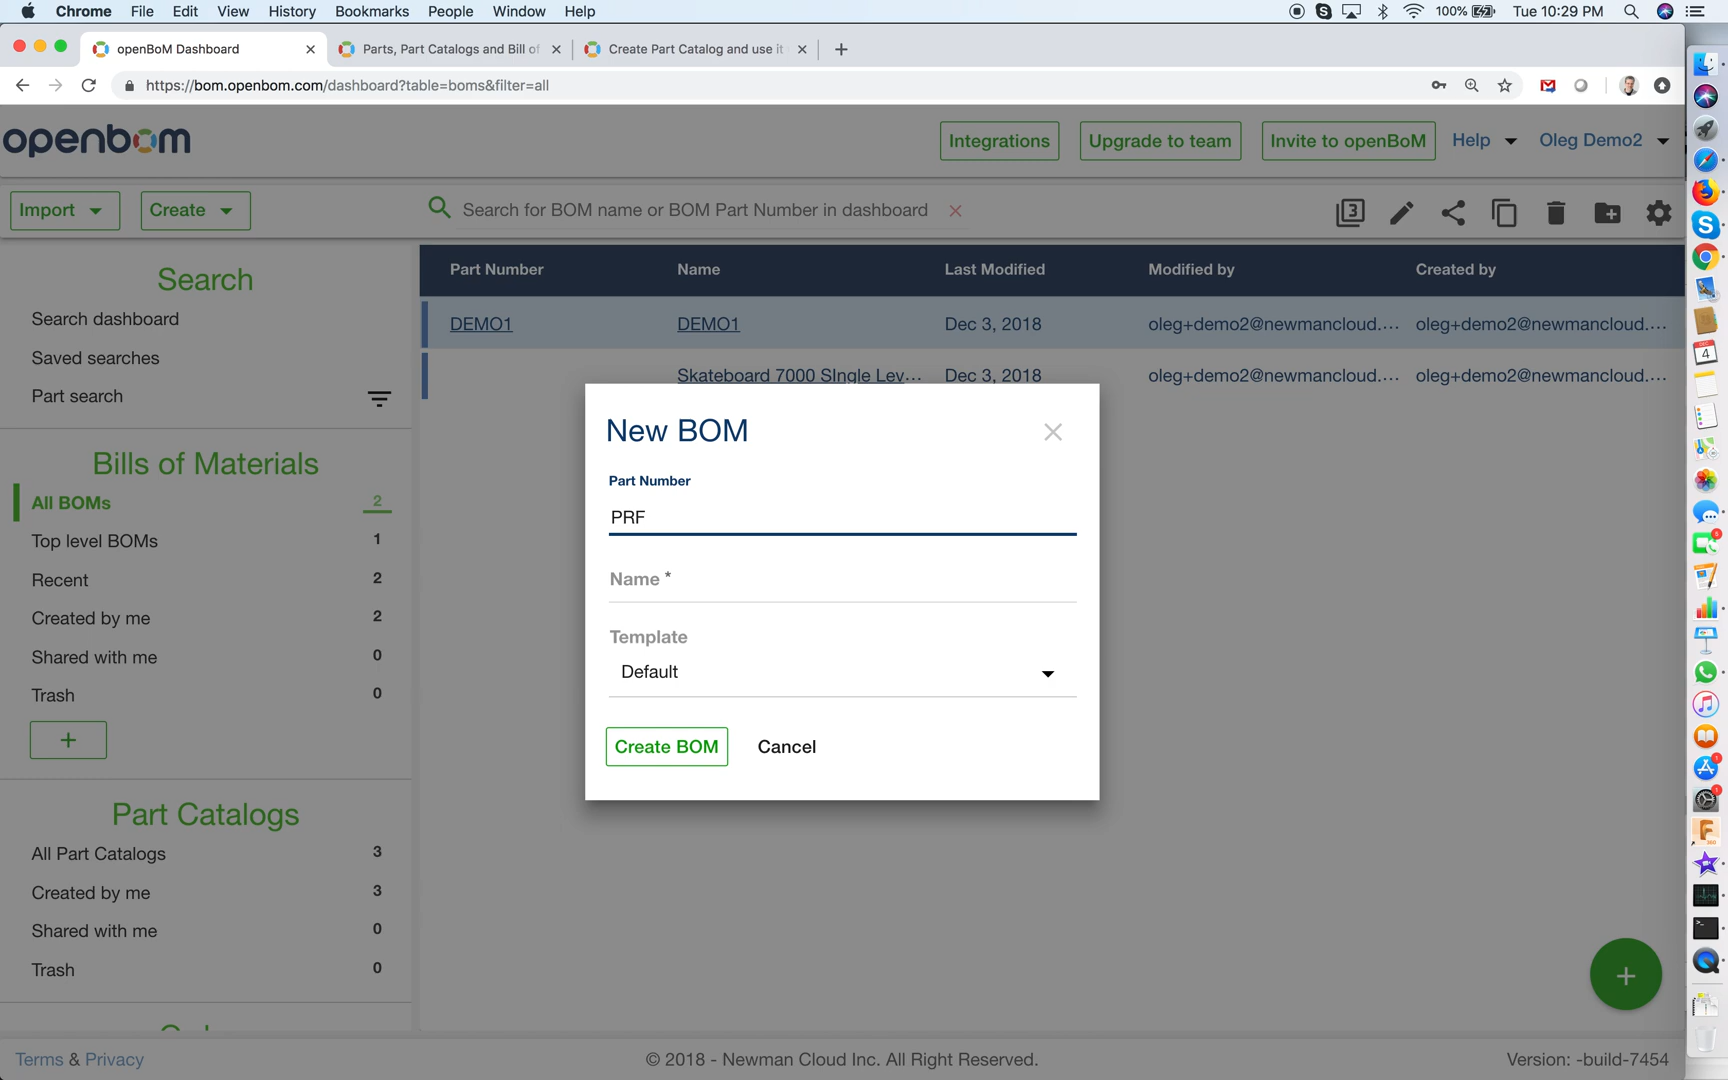 Chrome File Edit View History Bookmarks People Window Help 100% Tue 10:29 PM
openBoM Dashboard
Parts, Part Catalogs and Bill of
Create Part Catalog and use it
https://bom.openbom.com/dashboard?table=boms&filter=all
openbom
Integrations
Upgrade to team
Invite to openBoM
Help
Oleg Demo2
Import
Create
Search for BOM name or BOM Part Number in dashboard
3
Search
Search dashboard
Saved searches
Part search
Bills of Materials
All BOMs 2
Top level BOMs 1
Recent 2
Created by me 2
Shared with me 0
Trash 0
+
Part Catalogs
All Part Catalogs 3
Created by me 3
Shared with me 0
Trash 0
Part Number Name Last Modified Modified by Created by
DEMO1 DEMO1 Dec 3, 2018 oleg+demo2@newmancloud.... oleg+demo2@newmancloud....
Skateboard 7000 SIngle Lev... Dec 3, 2018 oleg+demo2@newmancloud.... oleg+demo2@newmancloud....
New BOM
Part Number
PRF
Name *
Template
Default
Create BOM
Cancel
+
Terms & Privacy
© 2018 - Newman Cloud Inc. All Right Reserved.
Version: -build-7454